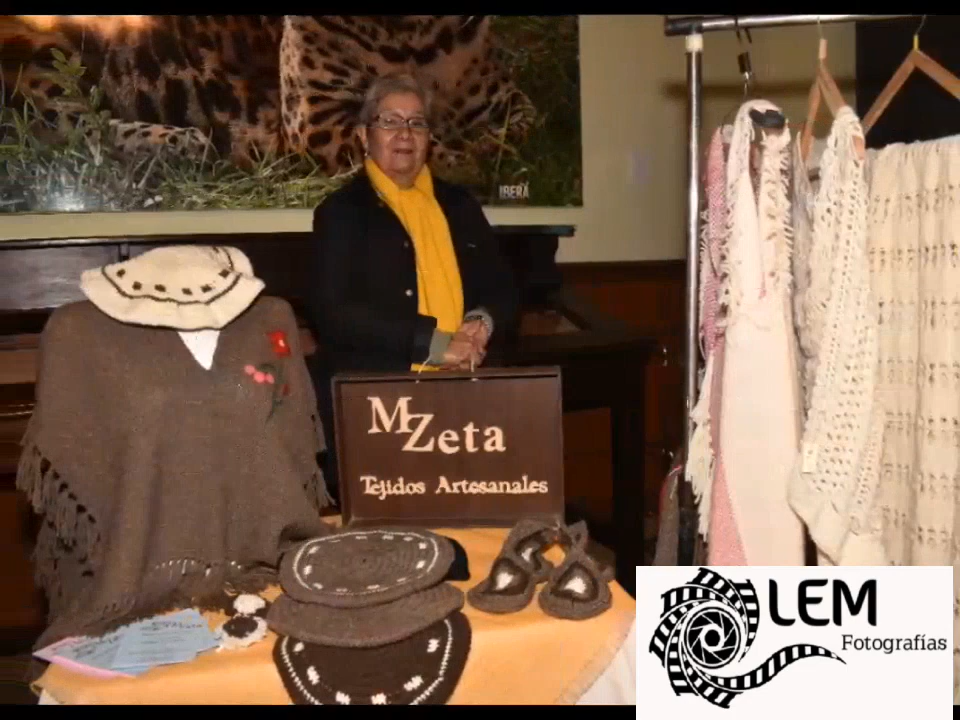 IBERÁ
MZeta
Tejidos Artesanales
LEM
Fotografías